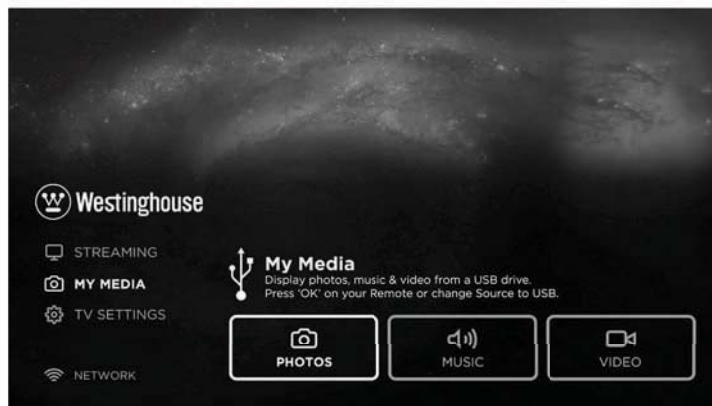 Westinghouse
STREAMING
MY MEDIA
TV SETTINGS
NETWORK
My Media
Display photos, music & video from a USB drive.
Press 'OK' on your Remote or change Source to USB.
PHOTOS
MUSIC
VIDEO